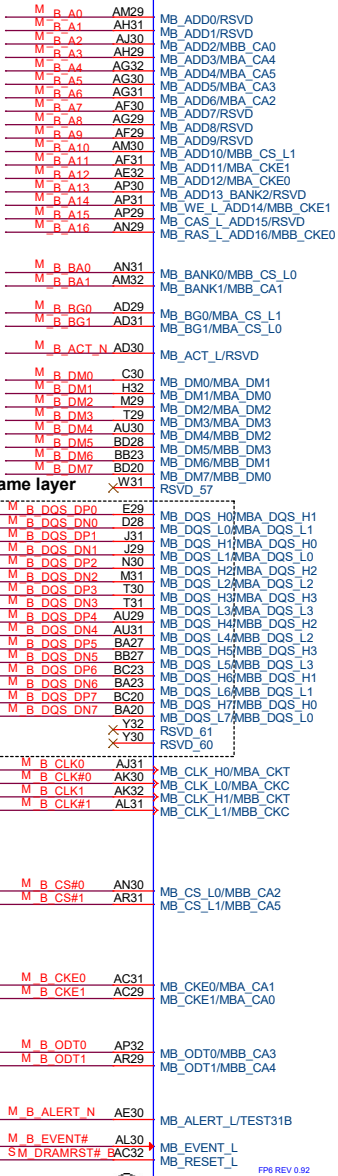 M_B_A0 AM29 MB_ADD0/RSVD
M_B_A1 AH31 MB_ADD1/RSVD
M_B_A2 AJ30 MB_ADD2/MBB_CA0
M_B_A3 AH29 MB_ADD3/MBA_CA4
M_B_A4 AG32 MB_ADD4/MBA_CA5
M_B_A5 AG30 MB_ADD5/MBA_CA3
M_B_A6 AG31 MB_ADD6/MBA_CA2
M_B_A7 AF30 MB_ADD7/RSVD
M_B_A8 AG29 MB_ADD8/RSVD
M_B_A9 AF29 MB_ADD9/RSVD
M_B_A10 AM30 MB_ADD10/MBB_CS_L1
M_B_A11 AF31 MB_ADD11/MBA_CKE1
M_B_A12 AE32 MB_ADD12/MBA_CKE0
M_B_A13 AP30 MB_ADD13_BANK2/RSVD
M_B_A14 AP31 MB_WE_L_ADD14/MBB_CKE1
M_B_A15 AP29 MB_CAS_L_ADD15/RSVD
M_B_A16 AN29 MB_RAS_L_ADD16/MBB_CKE0
M_B_BA0 AN31 MB_BANK0/MBB_CS_L0
M_B_BA1 AM32 MB_BANK1/MBB_CA1
M_B_BG0 AD29 MB_BG0/MBA_CS_L1
M_B_BG1 AD31 MB_BG1/MBA_CS_L0
M_B_ACT_N AD30 MB_ACT_L/RSVD
M_B_DM0 C30 MB_DM0/MBA_DM1
M_B_DM1 H32 MB_DM1/MBA_DM0
M_B_DM2 M29 MB_DM2/MBA_DM2
M_B_DM3 T29 MB_DM3/MBA_DM3
M_B_DM4 AU30 MB_DM4/MBB_DM2
M_B_DM5 BD28 MB_DM5/MBB_DM3
M_B_DM6 BB23 MB_DM6/MBB_DM1
M_B_DM7 BD20 MB_DM7/MBB_DM0
ame layer W31 RSVD_57
M_B_DQS_DP0 E29 MB_DQS_H0/MBA_DQS_H1
M_B_DQS_DN0 D28 MB_DQS_L0/MBA_DQS_L1
M_B_DQS_DP1 J31 MB_DQS_H1/MBA_DQS_H0
M_B_DQS_DN1 J29 MB_DQS_L1/MBA_DQS_L0
M_B_DQS_DP2 N30 MB_DQS_H2/MBA_DQS_H2
M_B_DQS_DN2 M31 MB_DQS_L2/MBA_DQS_L2
M_B_DQS_DP3 T30 MB_DQS_H3/MBA_DQS_H3
M_B_DQS_DN3 T31 MB_DQS_L3/MBA_DQS_L3
M_B_DQS_DP4 AU29 MB_DQS_H4/MBB_DQS_H2
M_B_DQS_DN4 AU31 MB_DQS_L4/MBB_DQS_L2
M_B_DQS_DP5 BA27 MB_DQS_H5/MBB_DQS_H3
M_B_DQS_DN5 BB27 MB_DQS_L5/MBB_DQS_L3
M_B_DQS_DP6 BC23 MB_DQS_H6/MBB_DQS_H1
M_B_DQS_DN6 BA23 MB_DQS_L6/MBB_DQS_L1
M_B_DQS_DP7 BC20 MB_DQS_H7/MBB_DQS_H0
M_B_DQS_DN7 BA20 MB_DQS_L7/MBB_DQS_L0
Y32 RSVD_61
Y30 RSVD_60
M_B_CLK0 AJ31 MB_CLK_H0/MBA_CKT
M_B_CLK#0 AK30 MB_CLK_L0/MBA_CKC
M_B_CLK1 AK32 MB_CLK_H1/MBB_CKT
M_B_CLK#1 AL31 MB_CLK_L1/MBB_CKC
M_B_CS#0 AN30 MB_CS_L0/MBB_CA2
M_B_CS#1 AR31 MB_CS_L1/MBB_CA5
M_B_CKE0 AC31 MB_CKE0/MBA_CA1
M_B_CKE1 AC29 MB_CKE1/MBA_CA0
M_B_ODT0 AP32 MB_ODT0/MBB_CA3
M_B_ODT1 AR29 MB_ODT1/MBB_CA4
M_B_ALERT_N AE30 MB_ALERT_L/TEST31B
M_B_EVENT# AL30 MB_EVENT_L
SM_DRAMRST#_B AC32 MB_RESET_L
FP6 REV 0.92